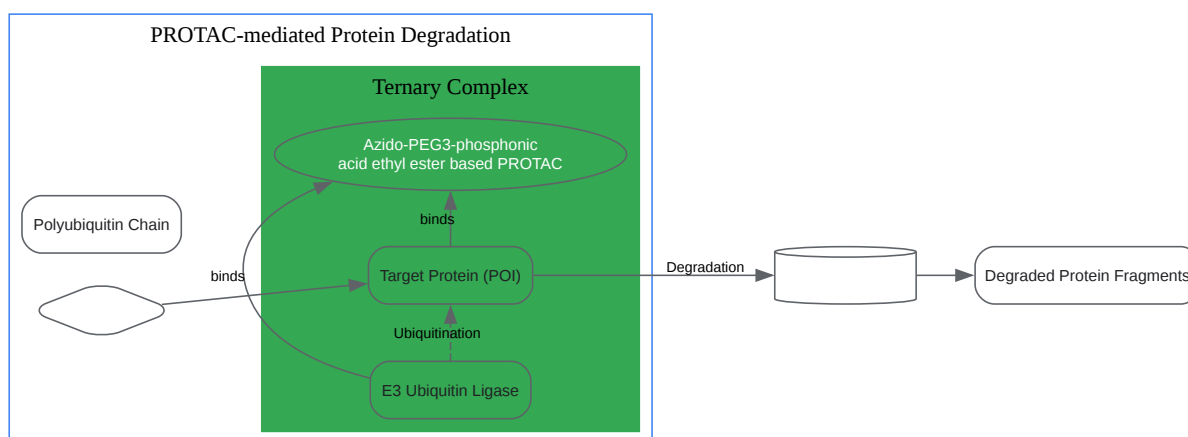 PROTAC-mediated Protein Degradation
Ternary Complex
Azido-PEG3-phosphonic
acid ethyl ester based PROTAC
Polyubiquitin Chain
binds
binds
Target Protein (POI)
Degradation
Degraded Protein Fragments
Ubiquitination
E3 Ubiquitin Ligase